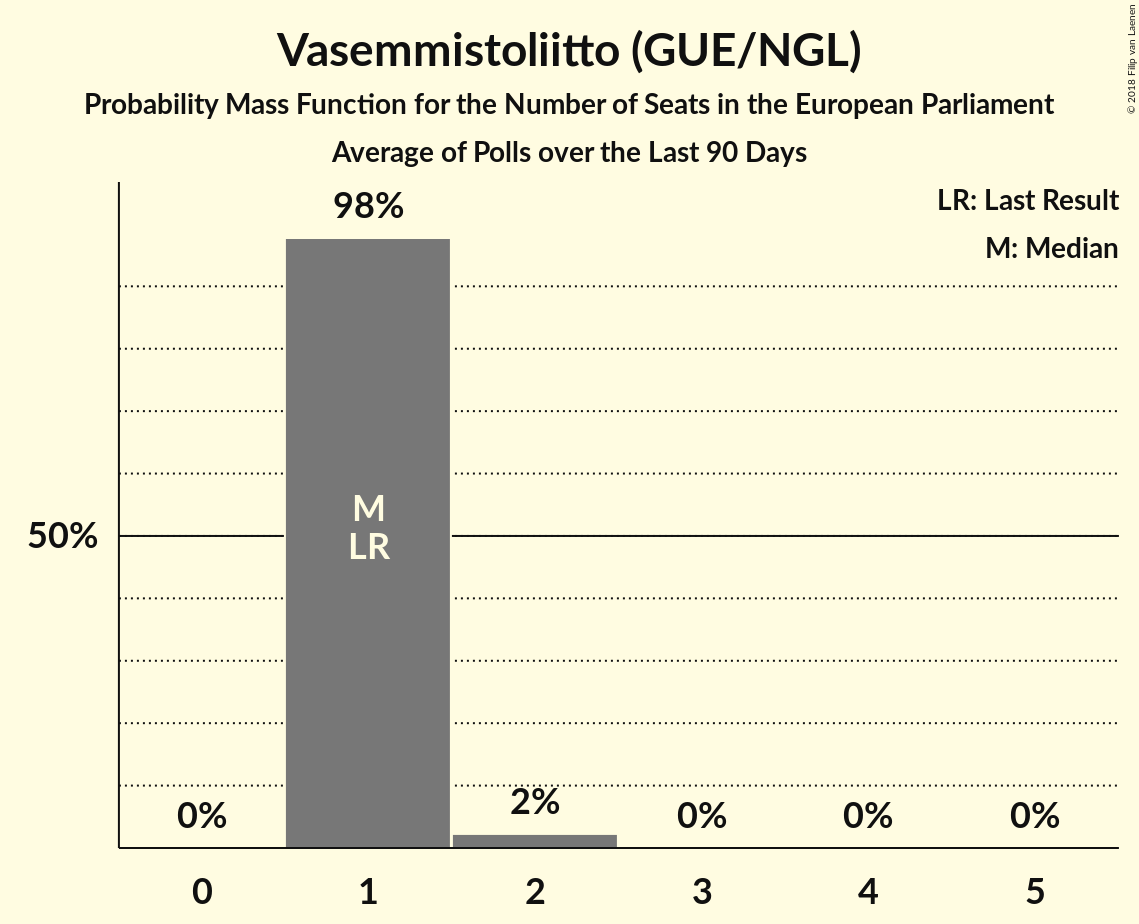 Vasemmistoliitto (GUE/NGL)
Probability Mass Function for the Number of Seats in the European Parliament
Average of Polls over the Last 90 Days
© 2018 Filip van Laenen
LR: Last Result
M: Median
98%
M
LR
50%
0%
2%
0%
0%
0%
0 1 2 3 4 5